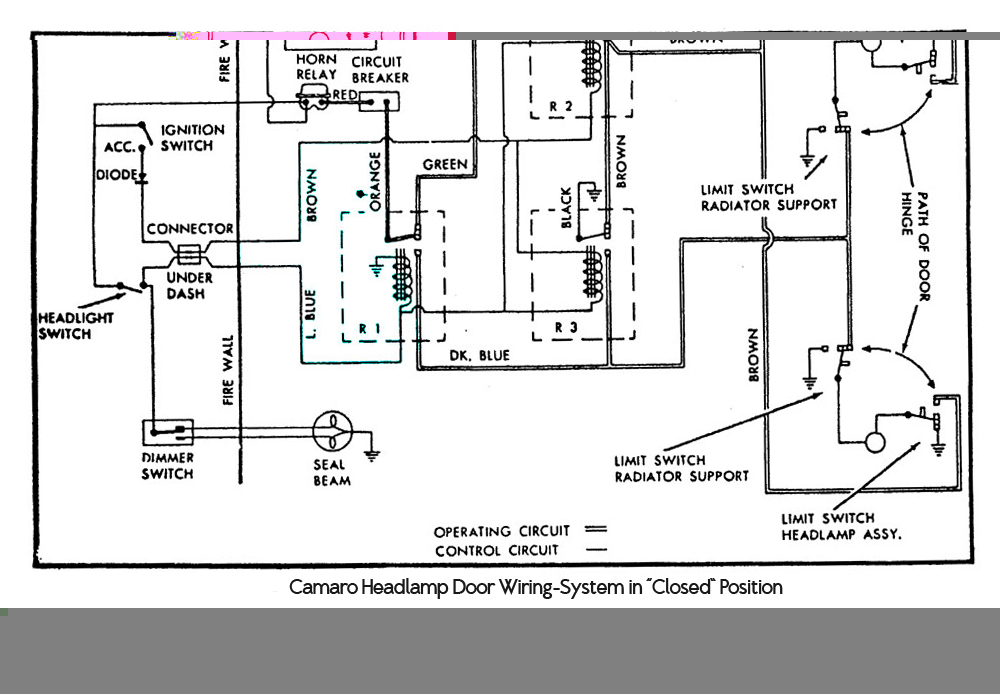 FIRE W
BROWN
HORN
RELAY
CIRCUIT
BREAKER
RED
R 2
IGNITION
SWITCH
ACC.
DIODE
ORANGE
GREEN
BROWN
BROWN
BLACK
LIMIT SWITCH
RADIATOR SUPPORT
PATH OF DOOR
HINGE
CONNECTOR
UNDER
DASH
HEADLIGHT
SWITCH
L. BLUE
R 1
R 3
DK. BLUE
FIRE WALL
BROWN
DIMMER
SWITCH
SEAL
BEAM
LIMIT SWITCH
RADIATOR SUPPORT
LIMIT SWITCH
HEADLAMP ASSY.
OPERATING CIRCUIT
CONTROL CIRCUIT
Camaro Headlamp Door Wiring-System in "Closed" Position